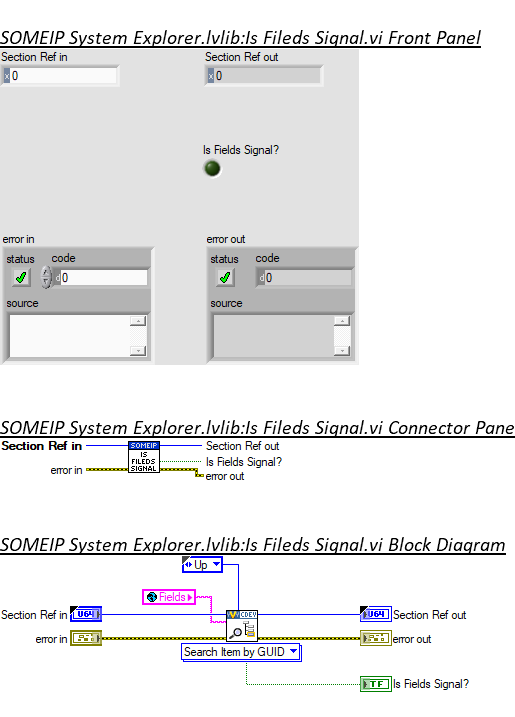 SOMEIP System Explorer.lvlib:Is Fileds Signal.vi Front Panel
Section Ref in Section Ref out
x 0 x 0
Is Fields Signal?
error in error out
status code status code
d0 d0
source source
SOMEIP System Explorer.lvlib:Is Fileds Signal.vi Connector Pane
Section Ref in SOMEIP Section Ref out
IS
FILEDS Is Fields Signal?
error in SIGNAL error out
SOMEIP System Explorer.lvlib:Is Fileds Signal.vi Block Diagram
Up
Fields
Section Ref in U64 CDEV U64 Section Ref out
error in error out
Search Item by GUID
TF Is Fields Signal?